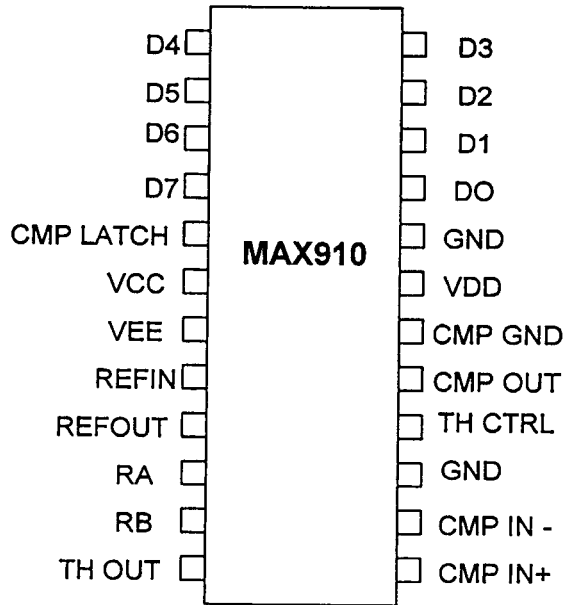 D4 D3
D5 D2
D6 D1
D7 DO
CMP LATCH GND
MAX910
VCC VDD
VEE CMP GND
REFIN CMP OUT
REFOUT TH CTRL
RA GND
RB CMP IN -
TH OUT CMP IN+